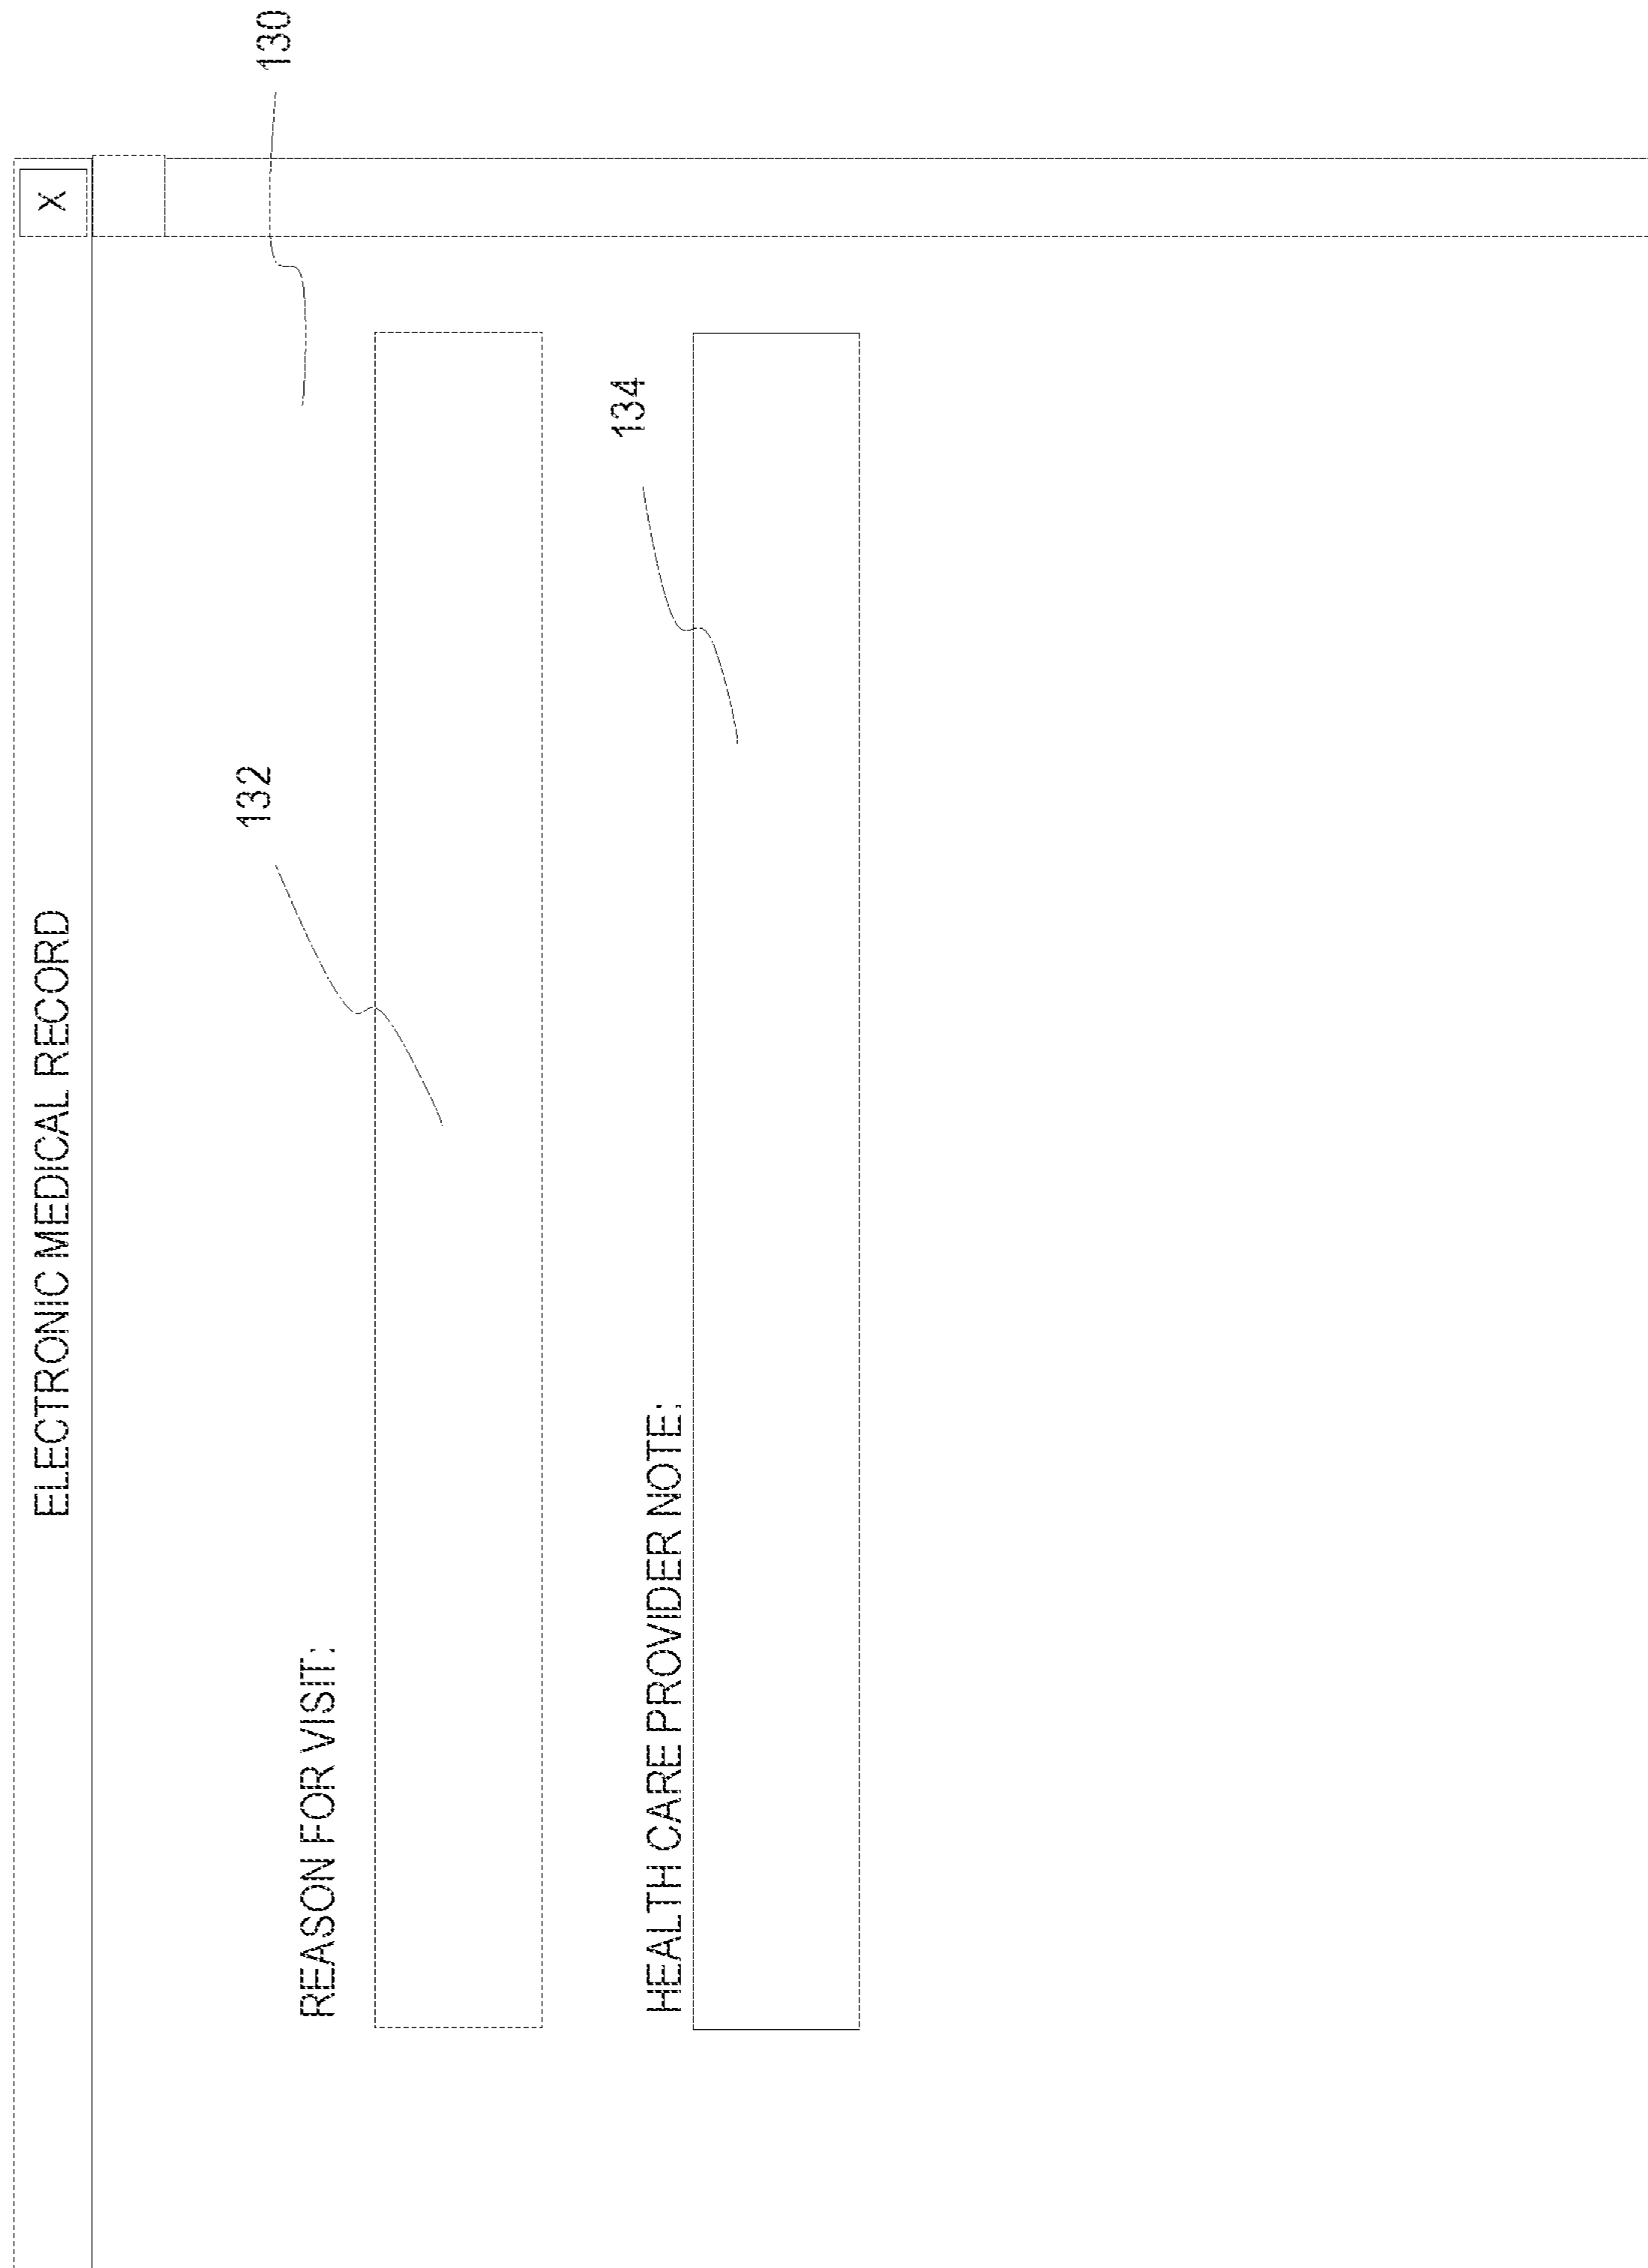 ELECTRONIC MEDICAL RECORD
X
130
132
REASON FOR VISIT:
134
HEALTH CARE PROVIDER NOTE: